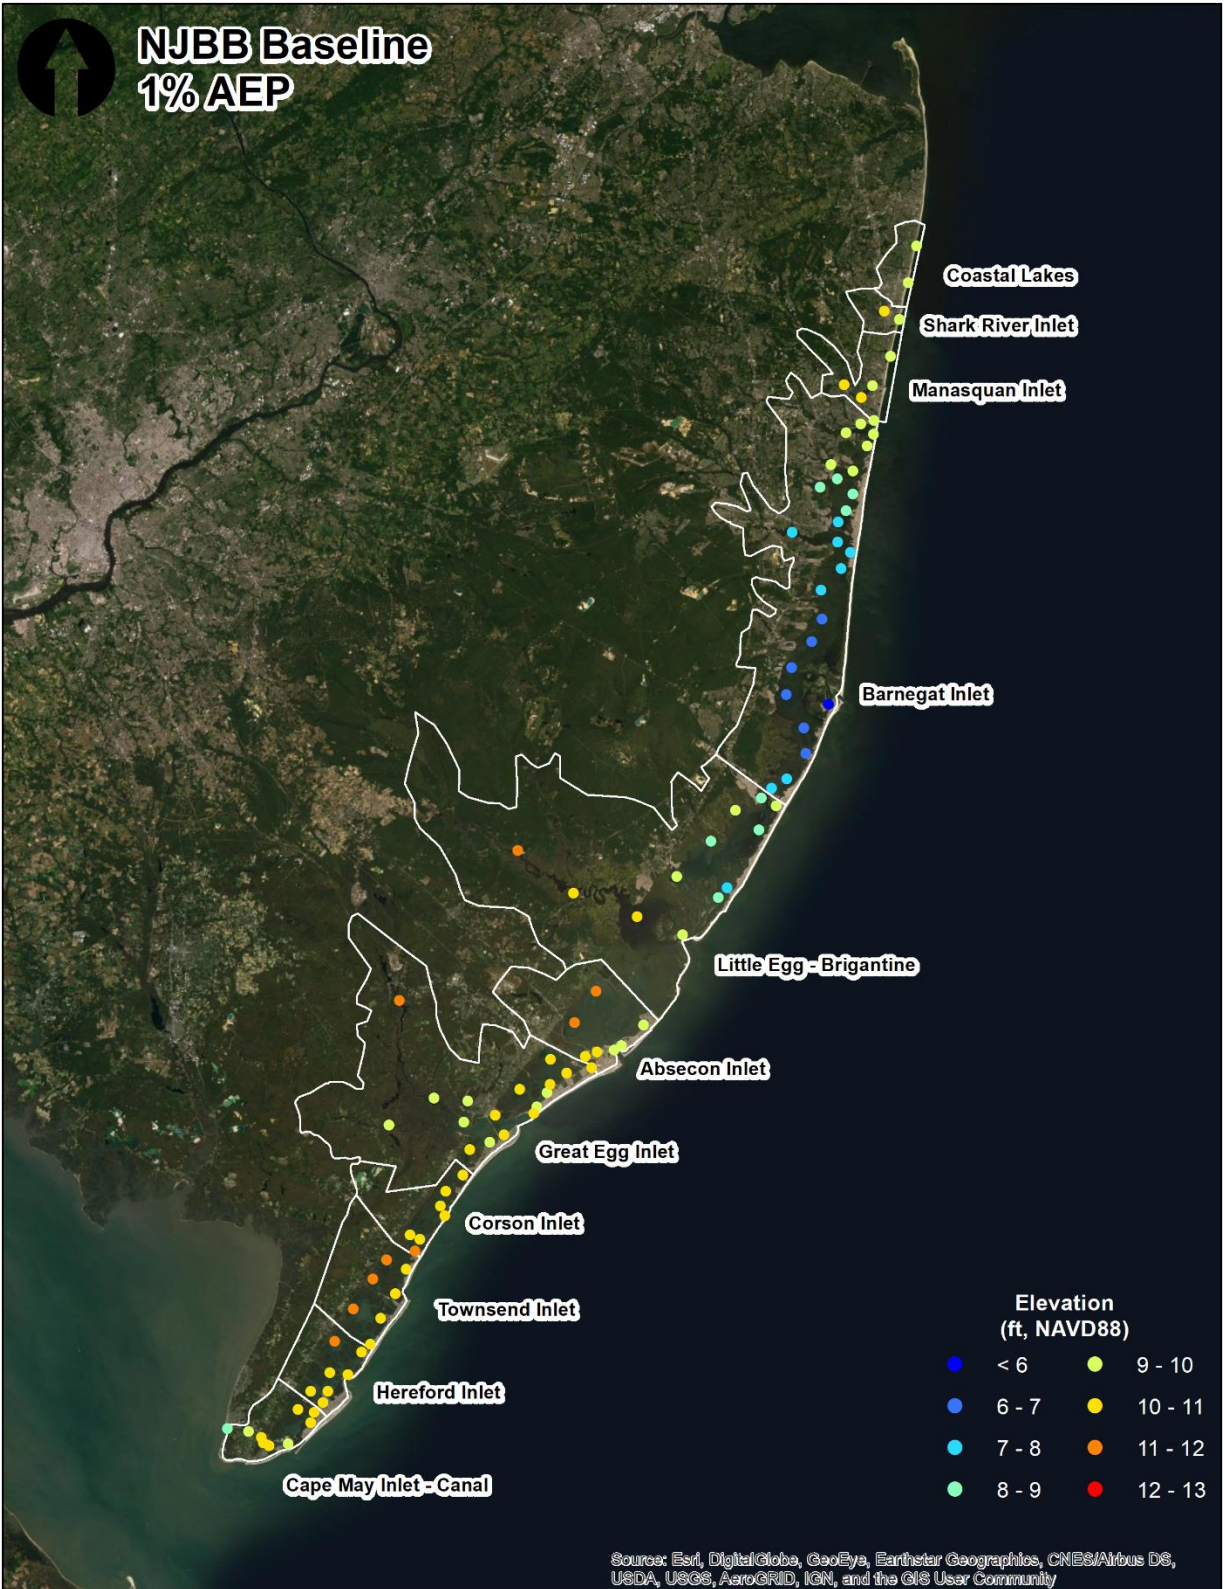 NJBB Baseline
1% AEP
Coastal Lakes
Shark River Inlet
Manasquan Inlet
Barnegat Inlet
Little Egg - Brigantine
Absecon Inlet
Great Egg Inlet
Corson Inlet
Townsend Inlet
Hereford Inlet
Cape May Inlet - Canal
Elevation
(ft, NAVD88)
< 6
9 - 10
6 - 7
10 - 11
7 - 8
11 - 12
8 - 9
12 - 13
Source: Esri, DigitalGlobe, GeoEye, Earthstar Geographics, CNES/Airbus DS,
USDA, USGS, AeroGRID, IGN, and the GIS User Community